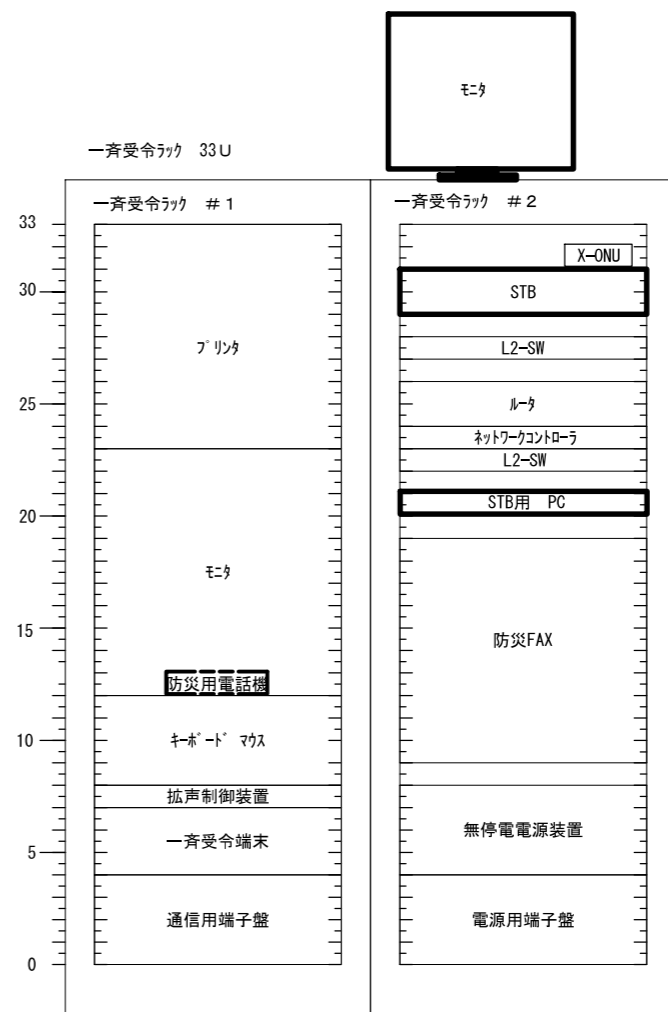 モニタ
一斉受令ラック 33U
一斉受令ラック #1
一斉受令ラック #2
33
30
25
20
15
10
5
0
プリンタ
モニタ
防災用電話機
キーボード マウス
拡声制御装置
一斉受令端末
通信用端子盤
X-ONU
STB
L2-SW
ルータ
ネットワークコントローラ
L2-SW
STB用 PC
防災FAX
無停電電源装置
電源用端子盤